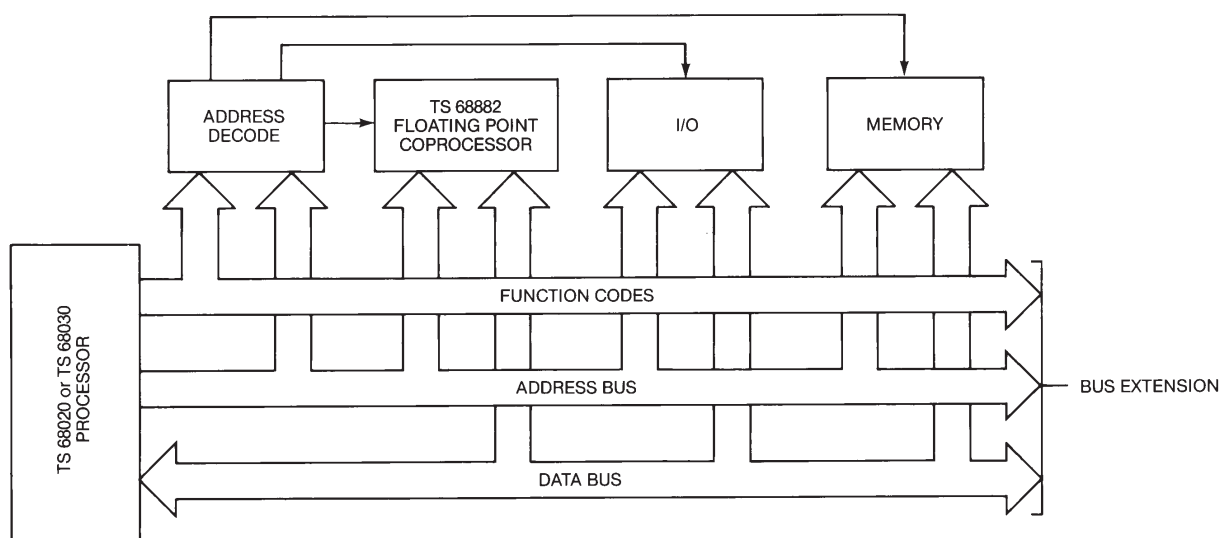 ADDRESS
DECODE
TS 68882
FLOATING POINT
COPROCESSOR
I/O
MEMORY
TS 68020 or TS 68030
PROCESSOR
FUNCTION CODES
ADDRESS BUS
BUS EXTENSION
DATA BUS